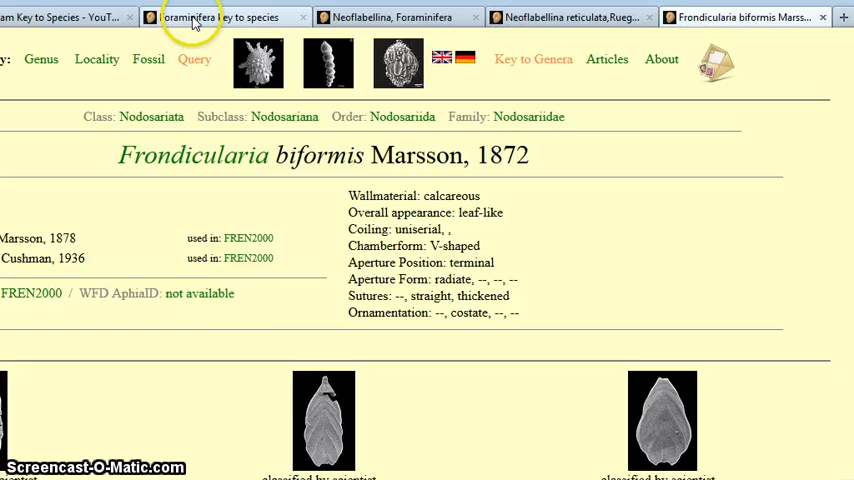 am Key to Species - YouT...
Foraminifera key to species
Neoflabellina, Foraminifera
Neoflabellina reticulata,Rueg...
Frondicularia biformis Marss...
y: Genus Locality Fossil Query Key to Genera Articles About
Class: Nodosariata Subclass: Nodosariana Order: Nodosariida Family: Nodosariidae
Frondicularia biformis Marsson, 1872
Wallmaterial: calcareous
Overall appearance: leaf-like
Coiling: uniserial, ,
Chamberform: V-shaped
Aperture Position: terminal
Aperture Form: radiate, --, --, --
Sutures: --, straight, thickened
Ornamentation: --, costate, --, --
Marsson, 1878 used in: FREN2000
Cushman, 1936 used in: FREN2000
FREN2000 / WFD AphiaID: not available
classified by scientist
classified by scientist
Screencast-O-Matic.com